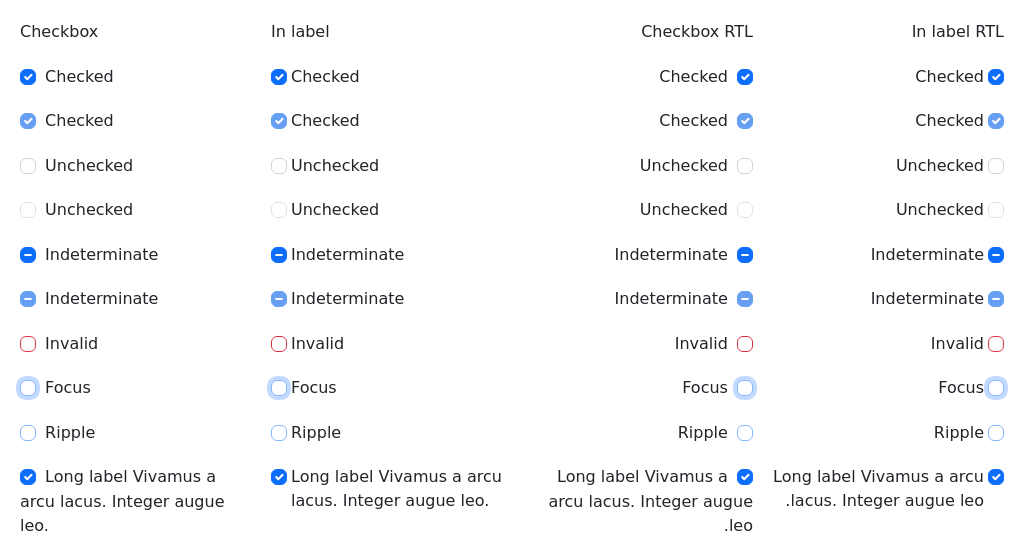 Checkbox In label Checkbox RTL In label RTL
Checked Checked Checked Checked
Checked Checked Checked Checked
Unchecked Unchecked Unchecked Unchecked
Unchecked Unchecked Unchecked Unchecked
Indeterminate Indeterminate Indeterminate Indeterminate
Indeterminate Indeterminate Indeterminate Indeterminate
Invalid Invalid Invalid Invalid
Focus Focus Focus Focus
Ripple Ripple Ripple Ripple
Long label Vivamus a Long label Vivamus a arcu Long label Vivamus a Long label Vivamus a arcu
arcu lacus. Integer augue lacus. Integer augue leo. arcu lacus. Integer augue .lacus. Integer augue leo
leo. .leo